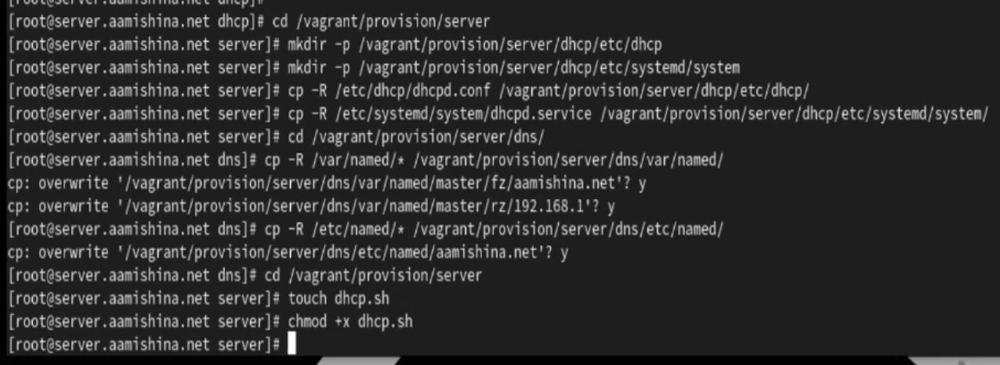 [root@server.aamishina.net dhcp]#
[root@server.aamishina.net dhcp]# cd /vagrant/provision/server
[root@server.aamishina.net server]# mkdir -p /vagrant/provision/server/dhcp/etc/dhcp
[root@server.aamishina.net server]# mkdir -p /vagrant/provision/server/dhcp/etc/systemd/system
[root@server.aamishina.net server]# cp -R /etc/dhcp/dhcpd.conf /vagrant/provision/server/dhcp/etc/dhcp/
[root@server.aamishina.net server]# cp -R /etc/systemd/system/dhcpd.service /vagrant/provision/server/dhcp/etc/systemd/system/
[root@server.aamishina.net server]# cd /vagrant/provision/server/dns/
[root@server.aamishina.net dns]# cp -R /var/named/* /vagrant/provision/server/dns/var/named/
cp: overwrite '/vagrant/provision/server/dns/var/named/master/fz/aamishina.net'? y
cp: overwrite '/vagrant/provision/server/dns/var/named/master/rz/192.168.1'? y
[root@server.aamishina.net dns]# cp -R /etc/named/* /vagrant/provision/server/dns/etc/named/
cp: overwrite '/vagrant/provision/server/dns/etc/named/aamishina.net'? y
[root@server.aamishina.net dns]# cd /vagrant/provision/server
[root@server.aamishina.net server]# touch dhcp.sh
[root@server.aamishina.net server]# chmod +x dhcp.sh
[root@server.aamishina.net server]#